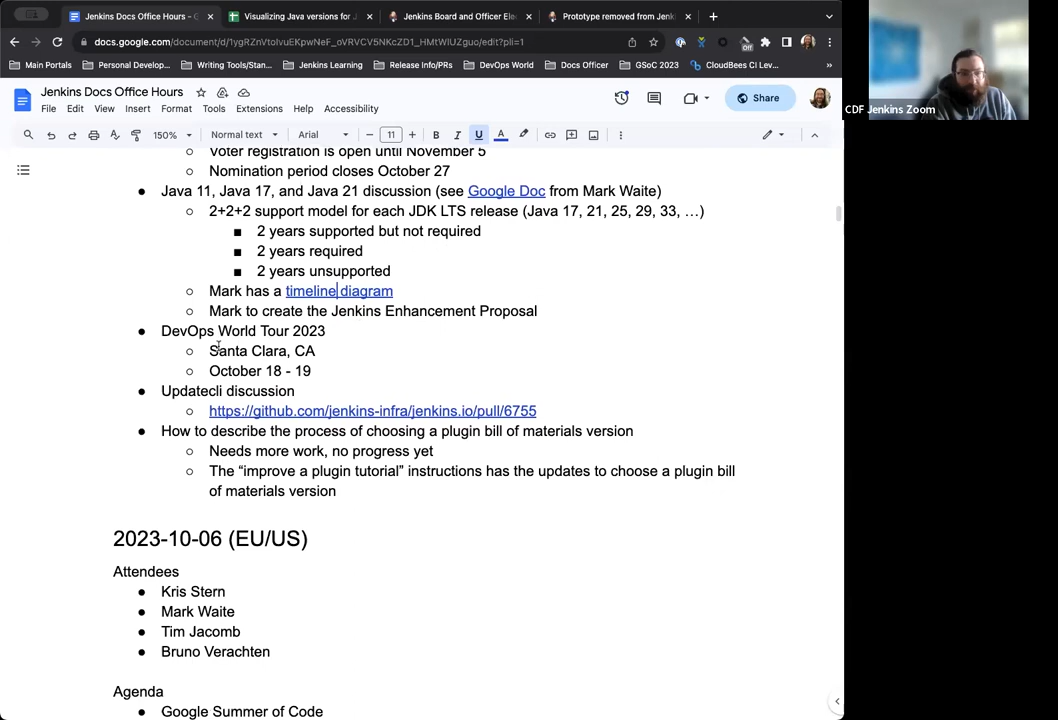 Jenkins Docs Office Hours - G
Visualizing Java versions for J
Jenkins Board and Officer Elec
Prototype removed from Jenk
docs.google.com/document/d/1ygRZnVtoIvuEKpwNeF_oVRVCV5NKcZD1_HMtWlUZguo/edit?pli=1
Off
Main Portals
Personal Develop...
Writing Tools/Stan...
Jenkins Learning
Release Info/PRs
DevOps World
Docs Officer
GSoC 2023
CloudBees CI Lev...
Jenkins Docs Office Hours
File Edit View Insert Format Tools Extensions Help Accessibility
Share
150% Normal text Arial 11 B I U A
CDF Jenkins Zoom
○ Voter registration is open until November 5
○ Nomination period closes October 27
● Java 11, Java 17, and Java 21 discussion (see Google Doc from Mark Waite)
○ 2+2+2 support model for each JDK LTS release (Java 17, 21, 25, 29, 33, …)
■ 2 years supported but not required
■ 2 years required
■ 2 years unsupported
○ Mark has a timeline diagram
○ Mark to create the Jenkins Enhancement Proposal
● DevOps World Tour 2023
○ Santa Clara, CA
○ October 18 - 19
● Updatecli discussion
○ https://github.com/jenkins-infra/jenkins.io/pull/6755
● How to describe the process of choosing a plugin bill of materials version
○ Needs more work, no progress yet
○ The “improve a plugin tutorial” instructions has the updates to choose a plugin bill
of materials version
2023-10-06 (EU/US)
Attendees
● Kris Stern
● Mark Waite
● Tim Jacomb
● Bruno Verachten
Agenda
● Google Summer of Code